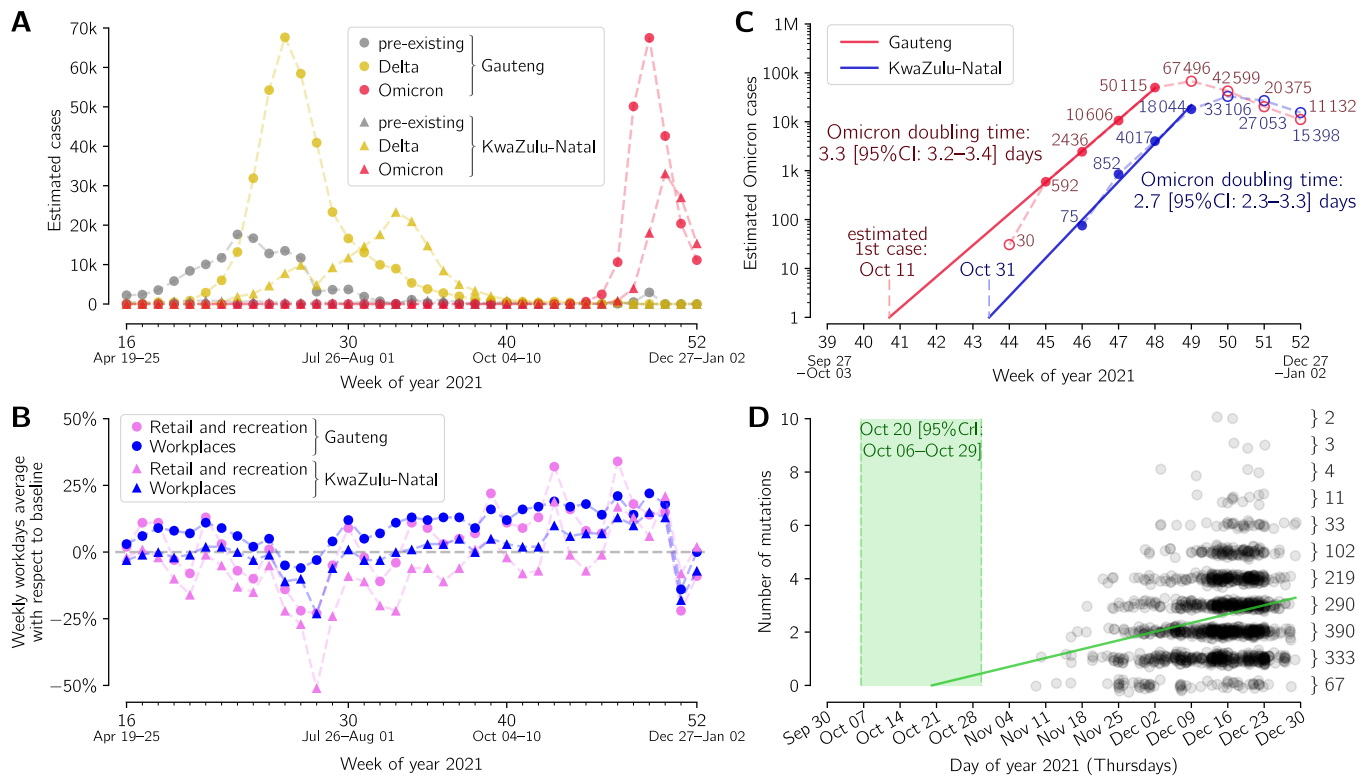 A
70k
60k
50k
40k
30k
20k
10k
0
Estimated cases
pre-existing
Delta
Omicron
Gauteng
pre-existing
Delta
Omicron
KwaZulu-Natal
16
30
40
52
Apr 19–25
Jul 26–Aug 01
Oct 04–10
Dec 27–Jan 02
Week of year 2021
B
50%
25%
0%
−25%
−50%
Weekly workdays average
with respect to baseline
Retail and recreation
Workplaces
Gauteng
Retail and recreation
Workplaces
KwaZulu-Natal
16
30
40
52
Apr 19–25
Jul 26–Aug 01
Oct 04–10
Dec 27–Jan 02
Week of year 2021
C
1M
100k
10k
1k
100
10
1
Estimated Omicron cases
Gauteng
KwaZulu-Natal
67 496
42 599
20 375
11 132
50 115
10 606
2436
592
30
18 044
33 106
27 053
15 398
4017
852
75
Omicron doubling time:
3.3 [95%CI: 3.2–3.4] days
Omicron doubling time:
2.7 [95%CI: 2.3–3.3] days
estimated
1st case:
Oct 11
Oct 31
39 40 41 42 43 44 45 46 47 48 49 50 51 52
Sep 27
–Oct 03
Dec 27
–Jan 02
Week of year 2021
D
10
8
6
4
2
0
Number of mutations
Oct 20 [95%CrI:
Oct 06–Oct 29]
} 2
} 3
} 4
} 11
} 33
} 102
} 219
} 290
} 390
} 333
} 67
Sep 30
Oct 07
Oct 14
Oct 21
Oct 28
Nov 04
Nov 11
Nov 18
Nov 25
Dec 02
Dec 09
Dec 16
Dec 23
Dec 30
Day of year 2021 (Thursdays)